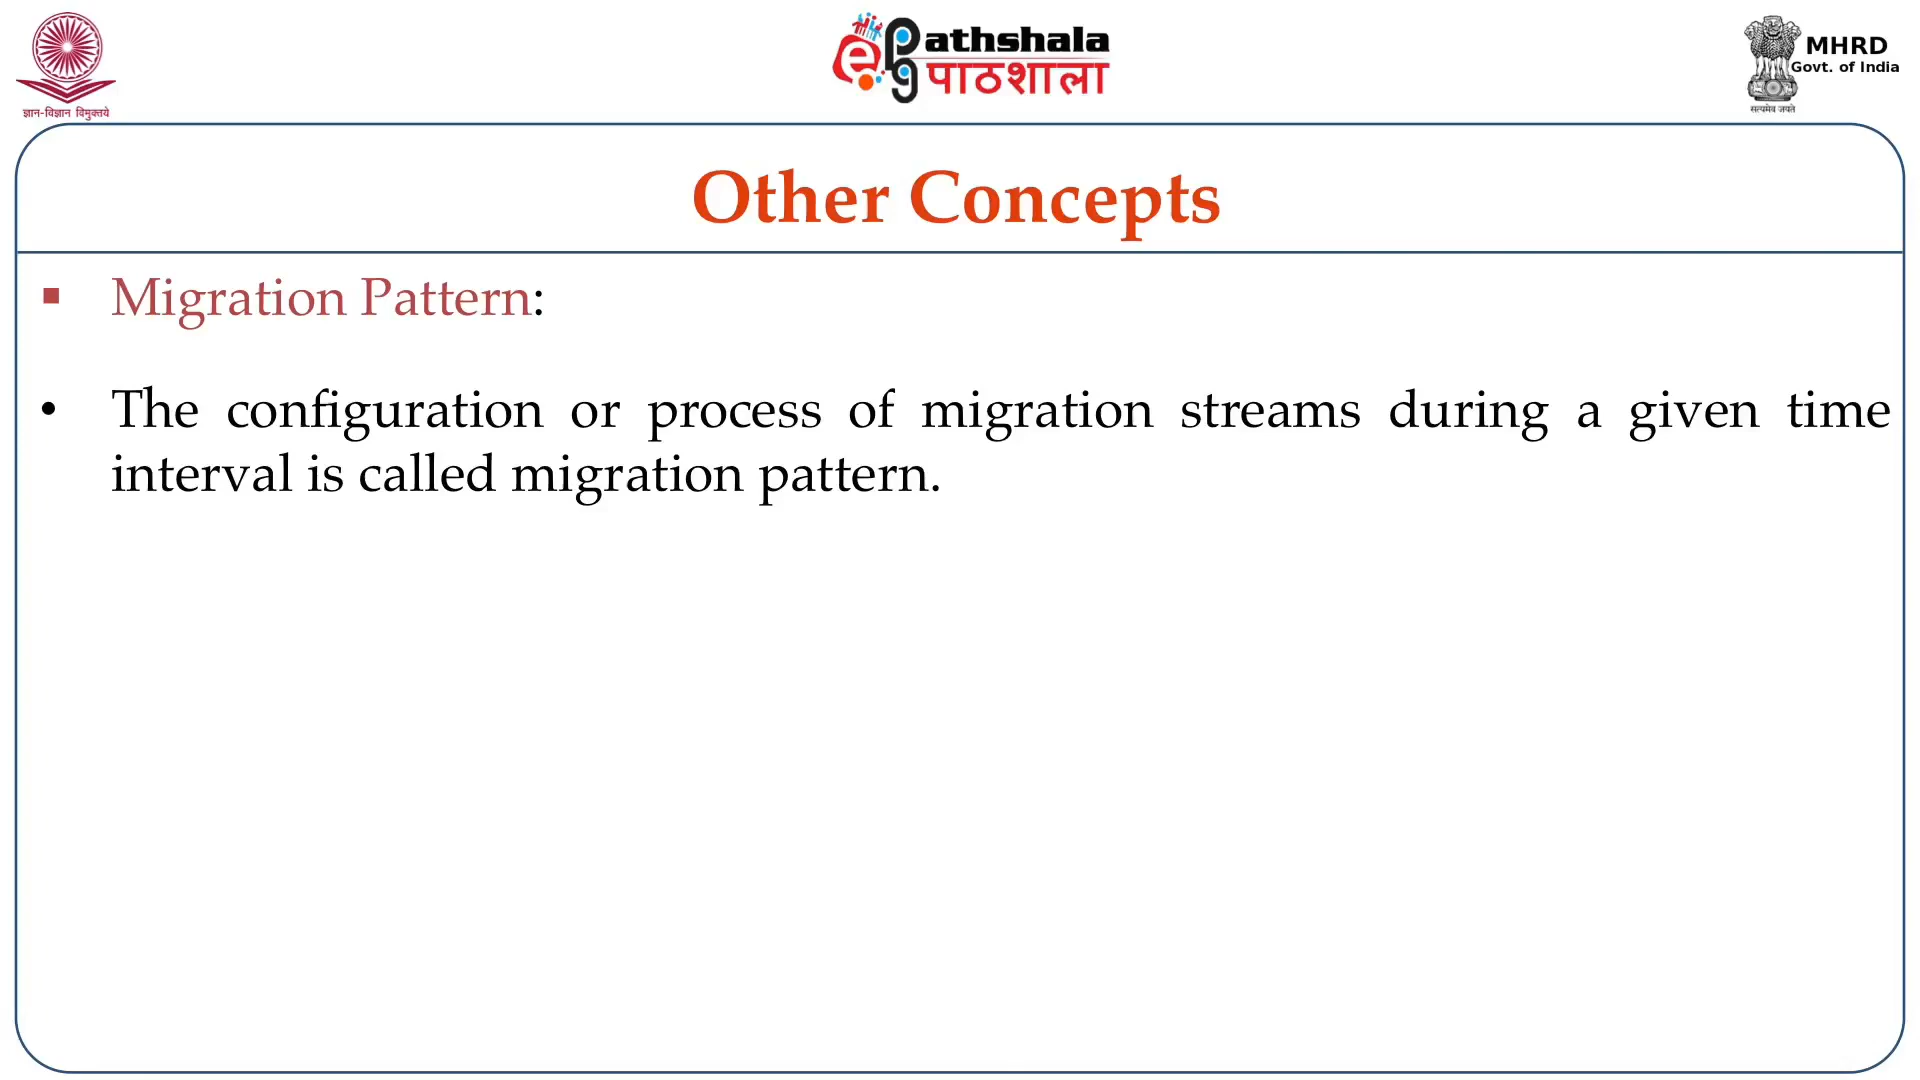 ज्ञान-विज्ञान विमुक्तये
ePathshala
पाठशाला
MHRD
Govt. of India
सत्यमेव जयते
Other Concepts
▪ Migration Pattern:
• The configuration or process of migration streams during a given time
interval is called migration pattern.